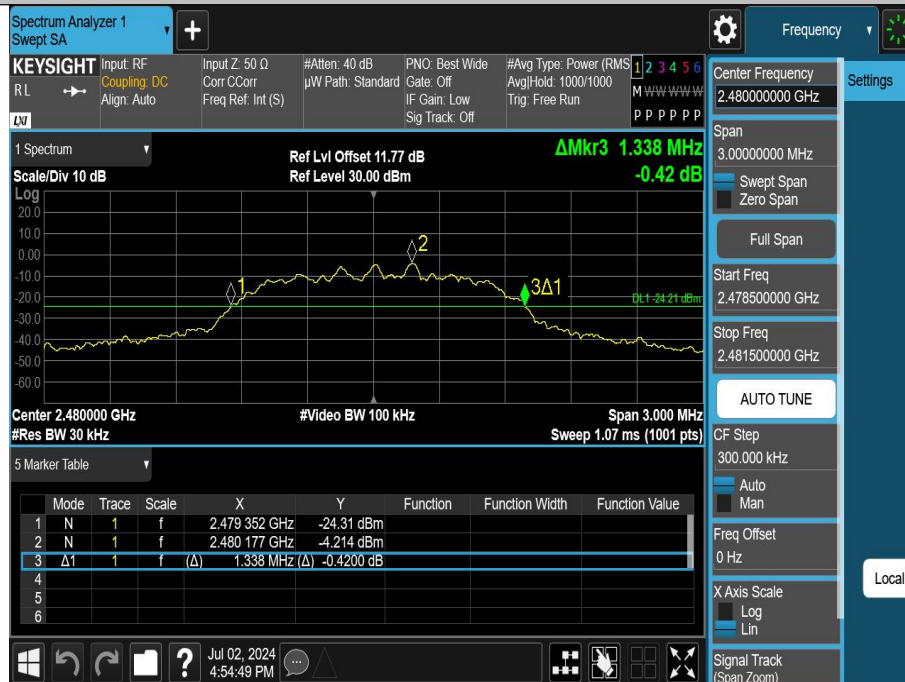 Spectrum Analyzer 1
Swept SA
+
Frequency
KEYSIGHT
RL
LXI
Input: RF
Coupling: DC
Align: Auto
Input Z: 50 Ω
Corr CCorr
Freq Ref: Int (S)
#Atten: 40 dB
µW Path: Standard
PNO: Best Wide
Gate: Off
IF Gain: Low
Sig Track: Off
#Avg Type: Power (RMS
Avg|Hold: 1000/1000
Trig: Free Run
1 2 3 4 5 6
M W W W W W
P P P P P P
1 Spectrum
Scale/Div 10 dB
Ref Lvl Offset 11.77 dB
Ref Level 30.00 dBm
ΔMkr3 1.338 MHz
-0.42 dB
Log
20.0
10.0
0.00
-10.0
-20.0
-30.0
-40.0
-50.0
-60.0
1
2
3Δ1
DL1 -24.21 dBm
Center 2.480000 GHz
#Res BW 30 kHz
#Video BW 100 kHz
Span 3.000 MHz
Sweep 1.07 ms (1001 pts)
5 Marker Table
Mode Trace Scale X Y Function Function Width Function Value
1 N 1 f 2.479 352 GHz -24.31 dBm
2 N 1 f 2.480 177 GHz -4.214 dBm
3 Δ1 1 f (Δ) 1.338 MHz (Δ) -0.4200 dB
4
5
6
?
Jul 02, 2024
4:54:49 PM
Center Frequency
2.480000000 GHz
Span
3.00000000 MHz
Swept Span
Zero Span
Full Span
Start Freq
2.478500000 GHz
Stop Freq
2.481500000 GHz
AUTO TUNE
CF Step
300.000 kHz
Auto
Man
Freq Offset
0 Hz
X Axis Scale
Log
Lin
Signal Track
(Span Zoom)
Settings
Local